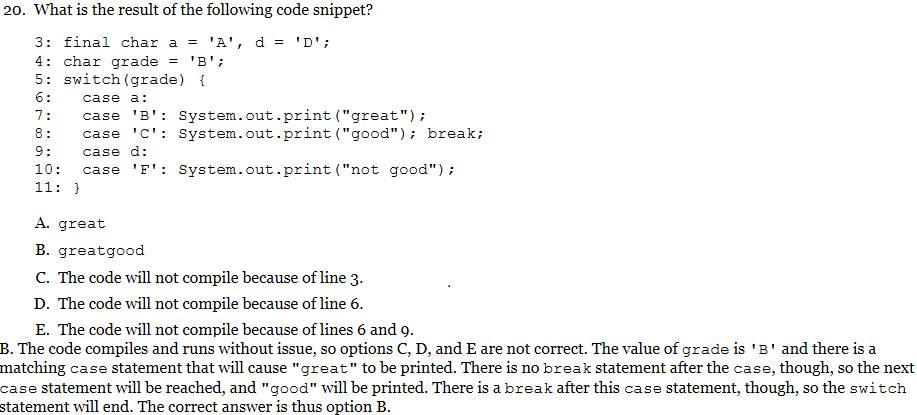 20. What is the result of the following code snippet?
3: final char a = 'A', d = 'D';
4: char grade = 'B';
5: switch(grade) {
6:   case a:
7:   case 'B': System.out.print("great");
8:   case 'C': System.out.print("good"); break;
9:   case d:
10:   case 'F': System.out.print("not good");
11: }
A. great
B. greatgood
C. The code will not compile because of line 3.
D. The code will not compile because of line 6.
E. The code will not compile because of lines 6 and 9.
B. The code compiles and runs without issue, so options C, D, and E are not correct. The value of grade is 'B' and there is a
matching case statement that will cause "great" to be printed. There is no break statement after the case, though, so the next
case statement will be reached, and "good" will be printed. There is a break after this case statement, though, so the switch
statement will end. The correct answer is thus option B.